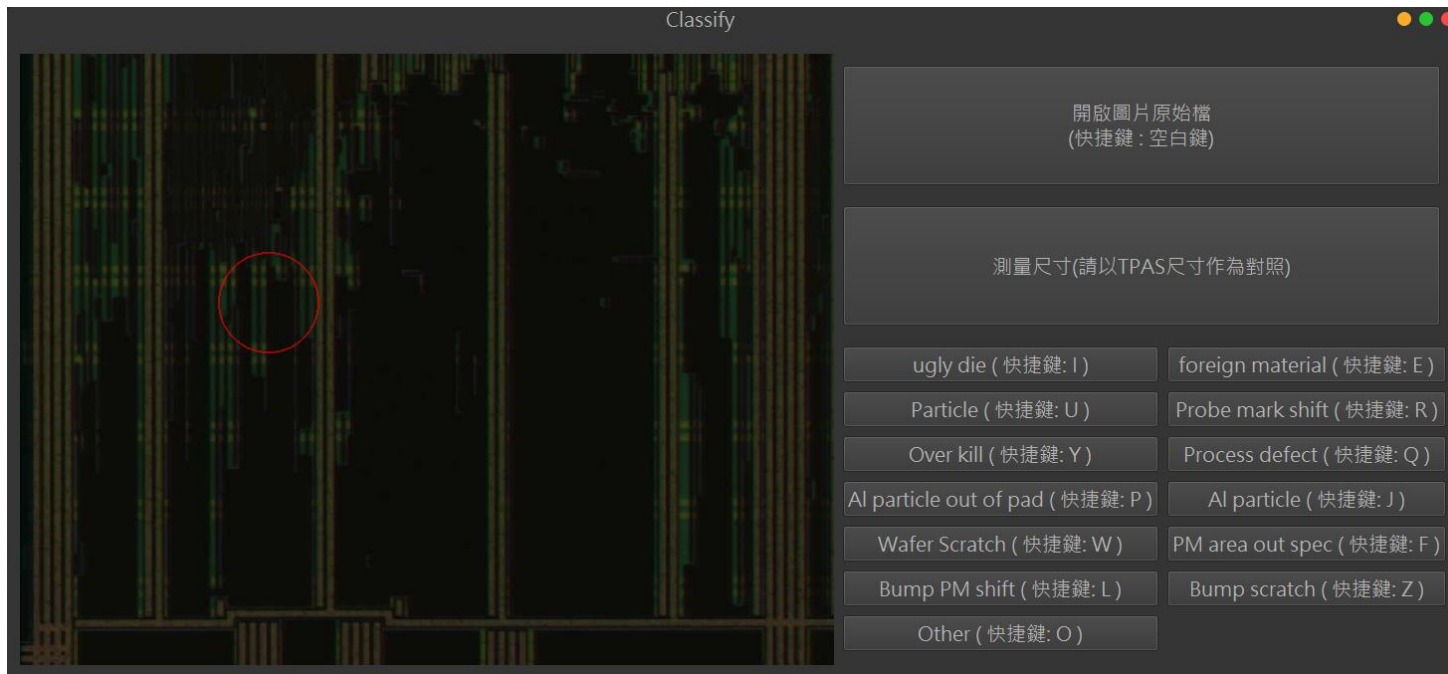 Classify
開啟圖片原始檔
(快捷鍵 : 空白鍵)
測量尺寸(請以TPAS尺寸作為對照)
ugly die ( 快捷鍵: I )
foreign material ( 快捷鍵: E )
Particle ( 快捷鍵: U )
Probe mark shift ( 快捷鍵: R )
Over kill ( 快捷鍵: Y )
Process defect ( 快捷鍵: Q )
Al particle out of pad ( 快捷鍵: P )
Al particle ( 快捷鍵: J )
Wafer Scratch ( 快捷鍵: W )
PM area out spec ( 快捷鍵: F )
Bump PM shift ( 快捷鍵: L )
Bump scratch ( 快捷鍵: Z )
Other ( 快捷鍵: O )